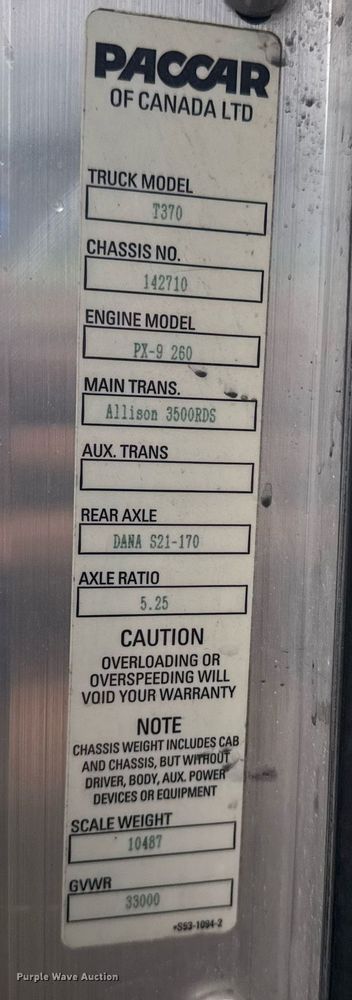 PACCAR
OF CANADA LTD
TRUCK MODEL
T370
CHASSIS NO.
142710
ENGINE MODEL
PX-9 260
MAIN TRANS.
Allison 3500RDS
AUX. TRANS
REAR AXLE
DANA S21-170
AXLE RATIO
5.25
CAUTION
OVERLOADING OR
OVERSPEEDING WILL
VOID YOUR WARRANTY
NOTE
CHASSIS WEIGHT INCLUDES CAB
AND CHASSIS, BUT WITHOUT
DRIVER, BODY, AUX. POWER
DEVICES OR EQUIPMENT
SCALE WEIGHT
10487
GVWR
33000
*S53-1094-2
Purple Wave Auction